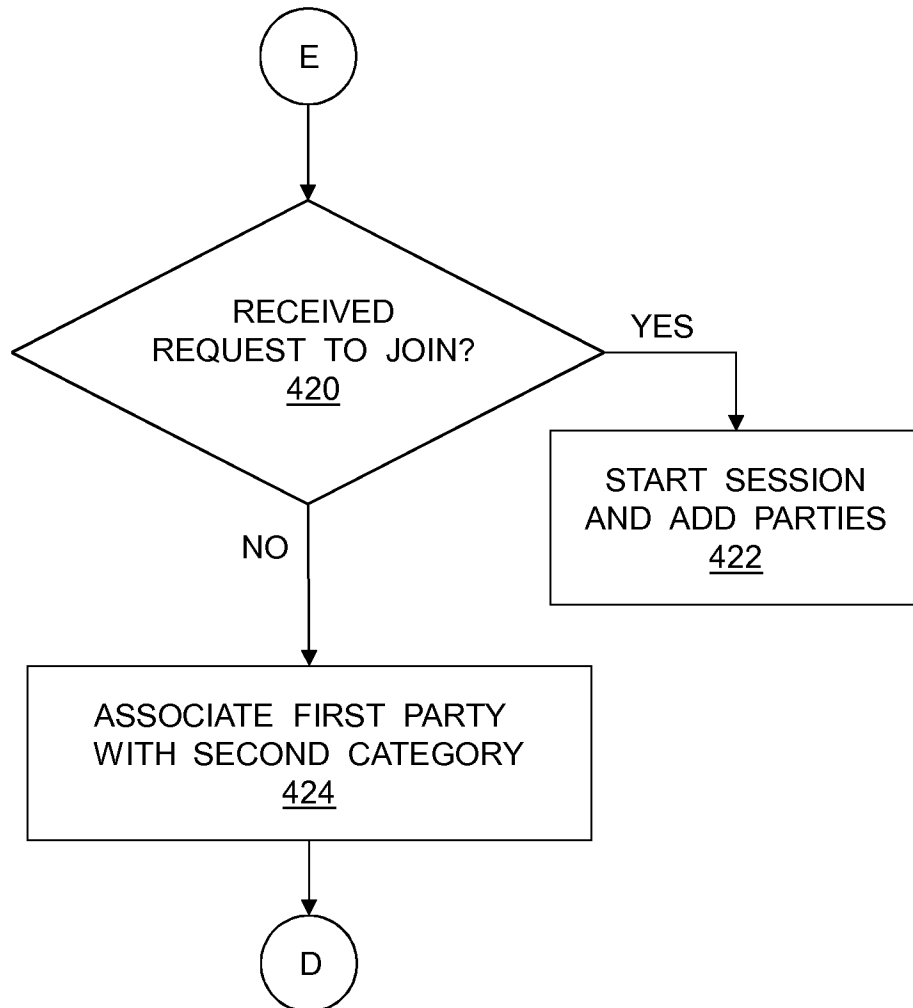 E
RECEIVED
REQUEST TO JOIN?
420
YES
START SESSION
AND ADD PARTIES
422
NO
ASSOCIATE FIRST PARTY
WITH SECOND CATEGORY
424
D